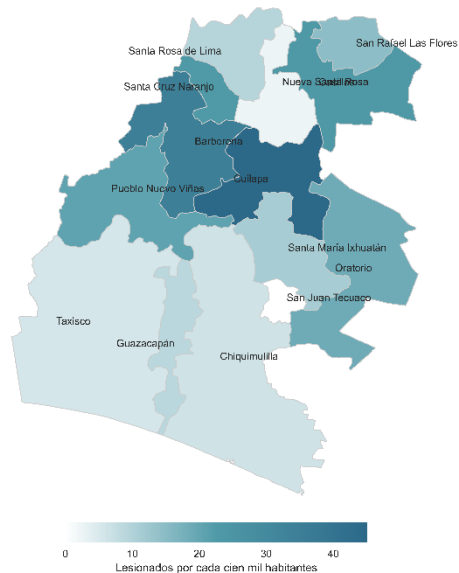 San Rafael Las Flores
Santa Rosa de Lima
Nueva Santa Rosa
Santa Cruz Naranjo
Barberena
Cuilapa
Pueblo Nuevo Viñas
Santa María Ixhuatán
Oratorio
San Juan Tecuaco
Taxisco
Guazacapán
Chiquimulilla
0 10 20 30 40
Lesionados por cada cien mil habitantes